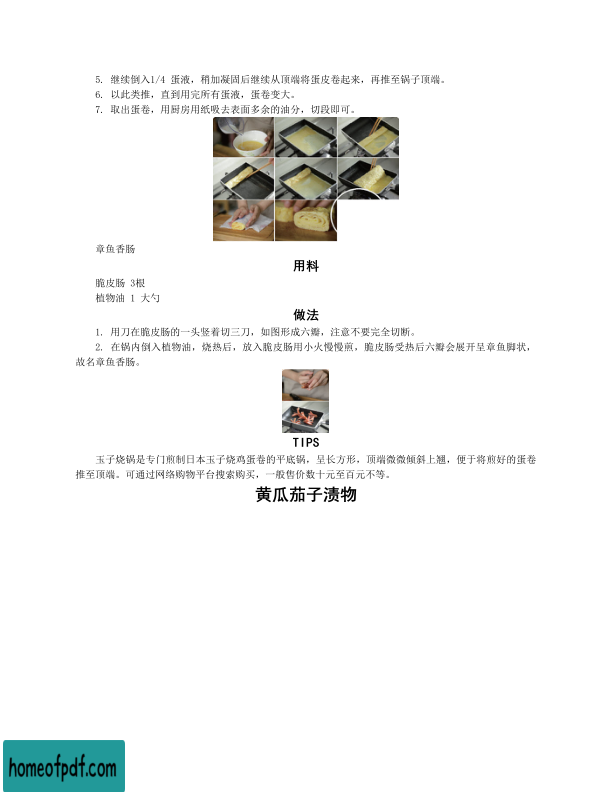 5. 继续倒入1/4 蛋液，稍加凝固后继续从顶端将蛋皮卷起来，再推至锅子顶端。
6. 以此类推，直到用完所有蛋液，蛋卷变大。
7. 取出蛋卷，用厨房用纸吸去表面多余的油分，切段即可。
章鱼香肠
用料
脆皮肠 3根
植物油 1 大勺
做法
1. 用刀在脆皮肠的一头竖着切三刀，如图形成六瓣，注意不要完全切断。
2. 在锅内倒入植物油，烧热后，放入脆皮肠用小火慢慢煎，脆皮肠受热后六瓣会展开呈章鱼脚状，
故名章鱼香肠。
TIPS
玉子烧锅是专门煎制日本玉子烧鸡蛋卷的平底锅，呈长方形，顶端微微倾斜上翘，便于将煎好的蛋卷
推至顶端。可通过网络购物平台搜索购买，一般售价数十元至百元不等。
黄瓜茄子渍物
homeofpdf.com